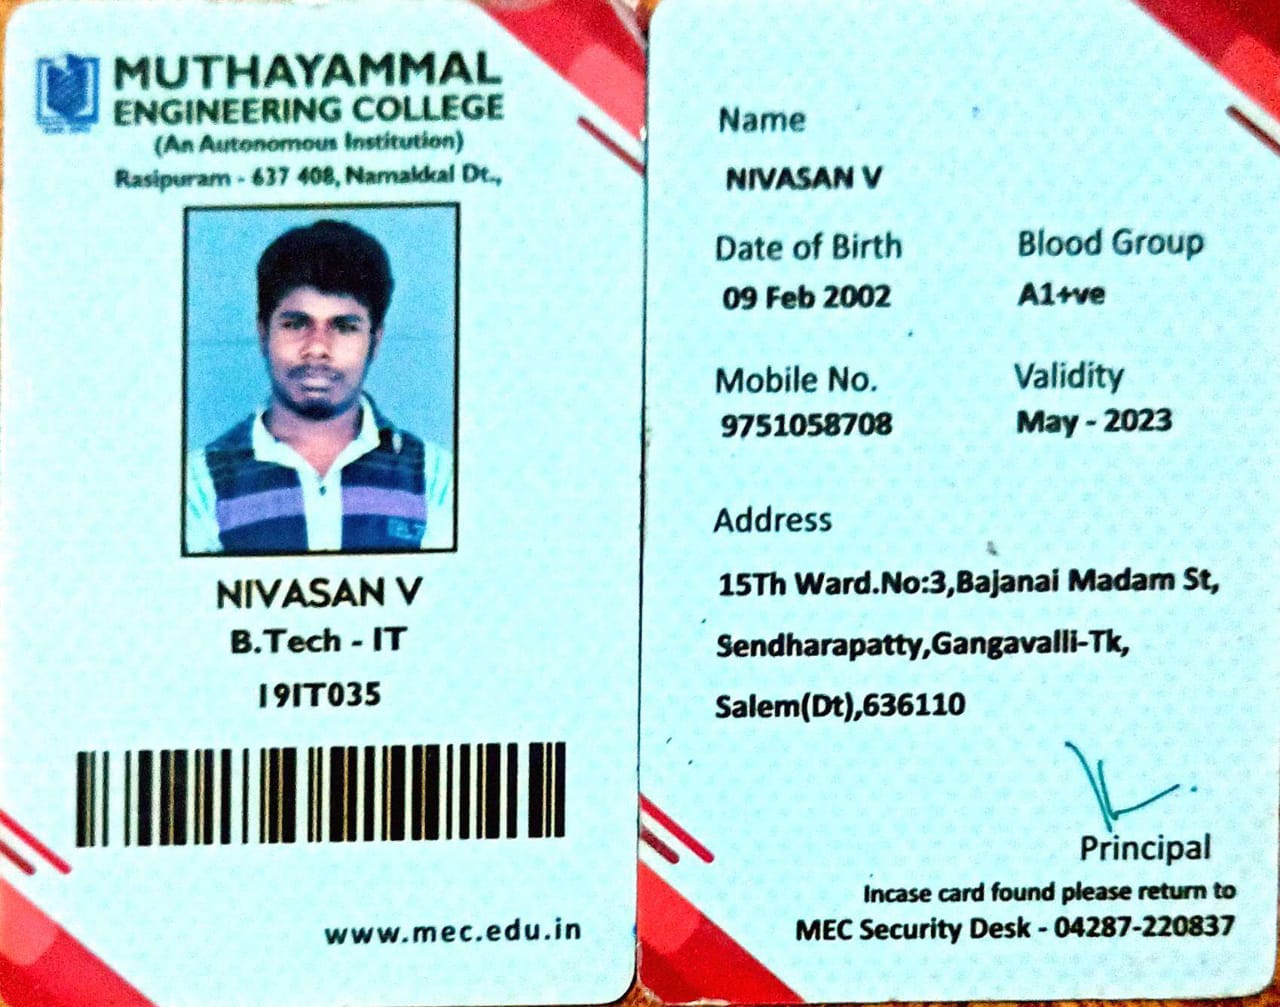 MUTHAYAMMAL
ENGINEERING COLLEGE
(An Autonomous Institution)
Rasipuram - 637 408, Namakkal Dt.,
NIVASAN V
B.Tech - IT
19IT035
www.mec.edu.in
Name
NIVASAN V
Date of Birth
09 Feb 2002
Blood Group
A1+ve
Mobile No.
9751058708
Validity
May - 2023
Address
15Th Ward.No:3,Bajanai Madam St,
Sendharapatty,Gangavalli-Tk,
Salem(Dt),636110
Principal
Incase card found please return to
MEC Security Desk - 04287-220837